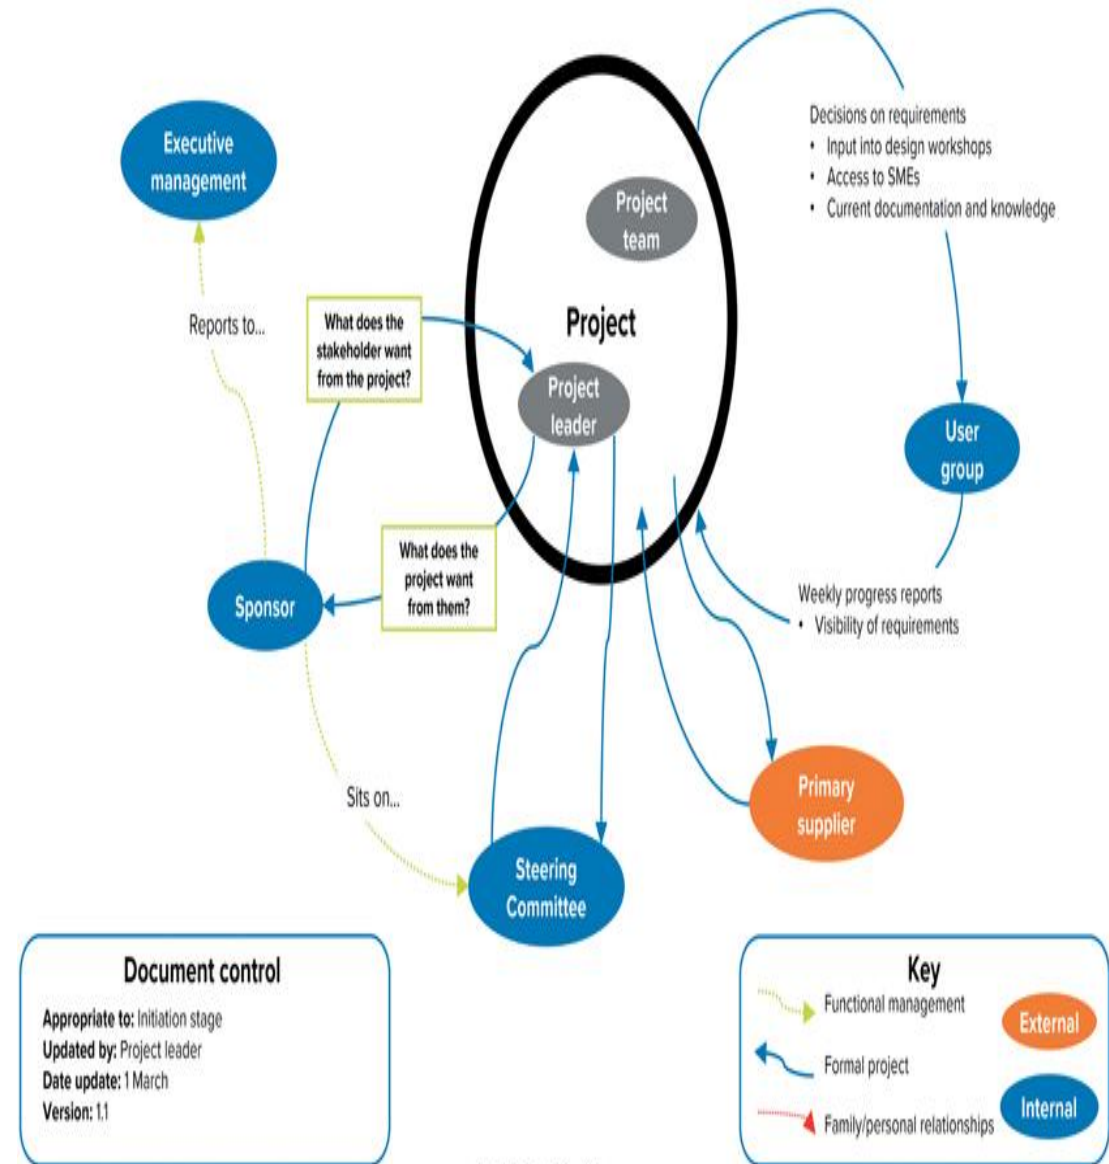 Decisions on requirements
• Input into design workshops
• Access to SMEs
• Current documentation and knowledge
Executive
management
Project
team
Reports to...
What does the
stakeholder want
from the project?
Project
Project
leader
User
group
What does the
project want
from them?
Sponsor
Weekly progress reports
• Visibility of requirements
Sits on...
Primary
supplier
Steering
Committee
Document control
Appropriate to: Initiation stage
Updated by: Project leader
Date update: 1 March
Version: 1.1
Key
Functional management
External
Formal project
Internal
Family/personal relationships